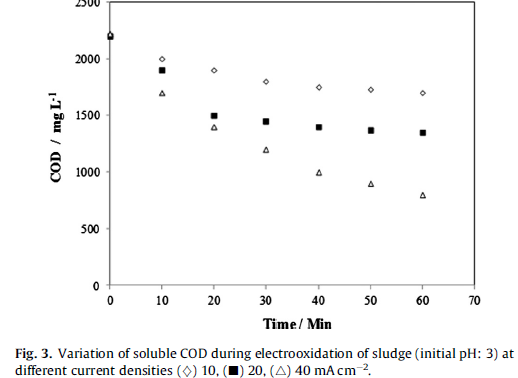 2500
2000
1500
1000
500
0
COD / mg L-1
0 10 20 30 40 50 60 70
Time / Min
Fig. 3. Variation of soluble COD during electrooxidation of sludge (initial pH: 3) at
different current densities (◇) 10, (■) 20, (△) 40 mA cm−2.